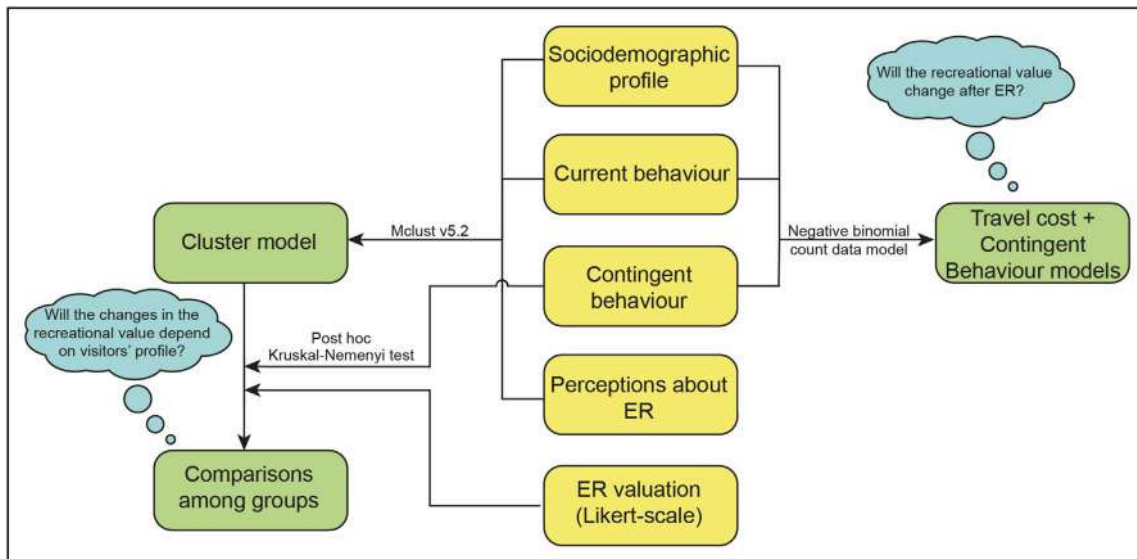 Sociodemographic
profile
Will the recreational value
change after ER?
Current behaviour
Cluster model
Mclust v5.2
Negative binomial
count data model
Travel cost +
Contingent
Behaviour models
Contingent
behaviour
Will the changes in the
recreational value depend
on visitors' profile?
Post hoc
Kruskal-Nemenyi test
Perceptions about
ER
Comparisons
among groups
ER valuation
(Likert-scale)